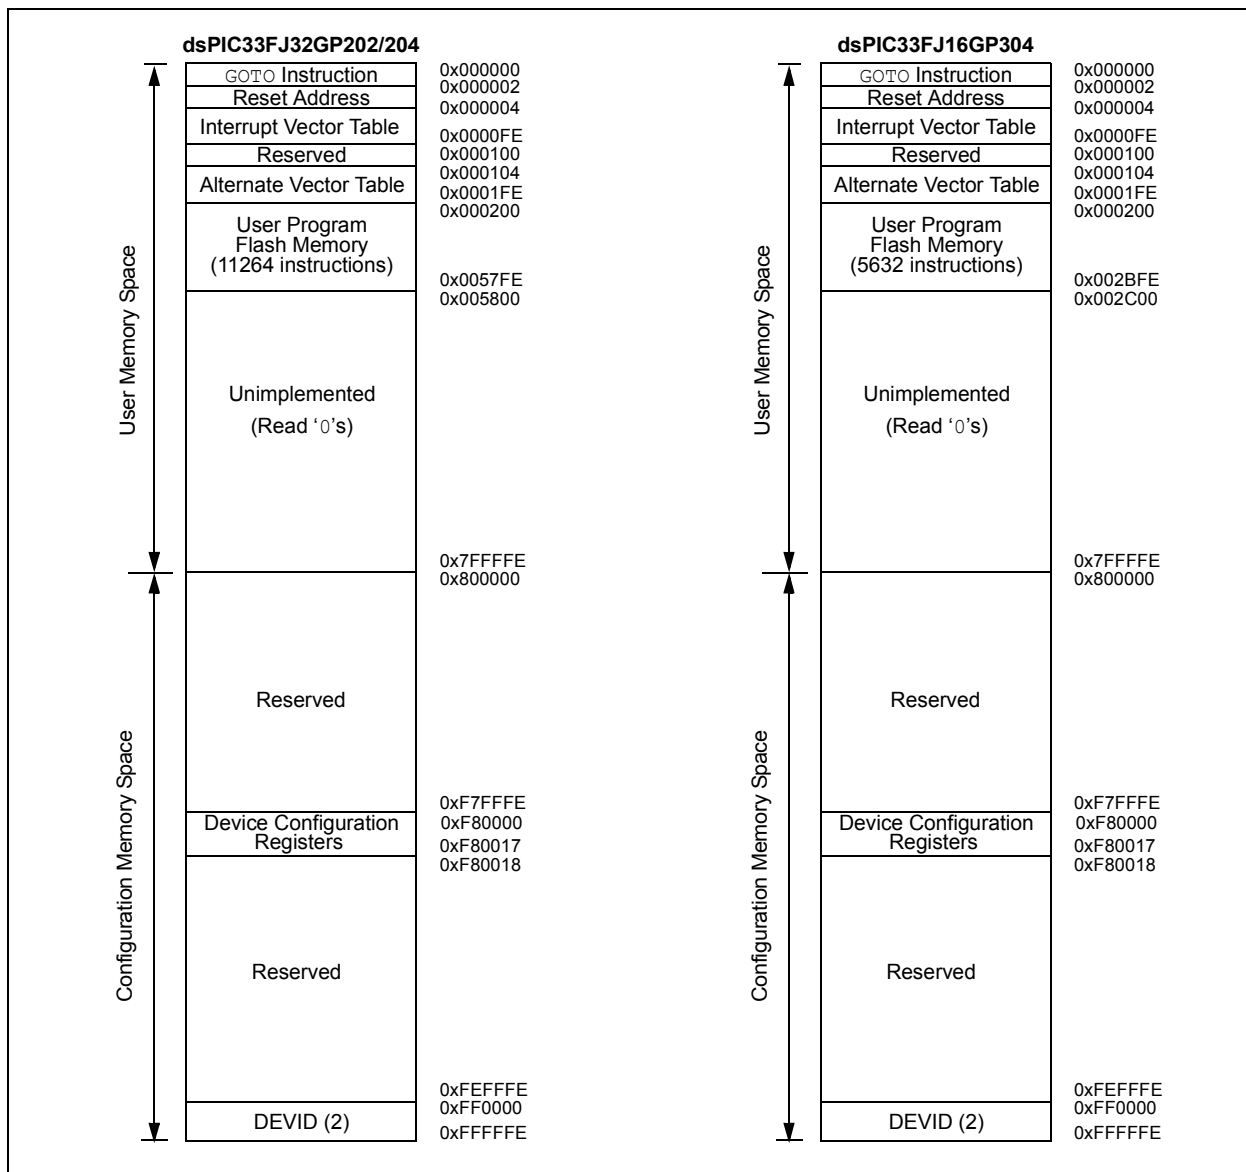 dsPIC33FJ32GP202/204
User Memory Space
Configuration Memory Space
GOTO Instruction
Reset Address
Interrupt Vector Table
Reserved
Alternate Vector Table
User Program
Flash Memory
(11264 instructions)
Unimplemented
(Read ‘0’s)
Reserved
Device Configuration
Registers
Reserved
DEVID (2)
0x000000
0x000002
0x000004
0x0000FE
0x000100
0x000104
0x0001FE
0x000200
0x0057FE
0x005800
0x7FFFFE
0x800000
0xF7FFFE
0xF80000
0xF80017
0xF80018
0xFEFFFE
0xFF0000
0xFFFFFE
dsPIC33FJ16GP304
User Memory Space
Configuration Memory Space
GOTO Instruction
Reset Address
Interrupt Vector Table
Reserved
Alternate Vector Table
User Program
Flash Memory
(5632 instructions)
Unimplemented
(Read ‘0’s)
Reserved
Device Configuration
Registers
Reserved
DEVID (2)
0x000000
0x000002
0x000004
0x0000FE
0x000100
0x000104
0x0001FE
0x000200
0x002BFE
0x002C00
0x7FFFFE
0x800000
0xF7FFFE
0xF80000
0xF80017
0xF80018
0xFEFFFE
0xFF0000
0xFFFFFE